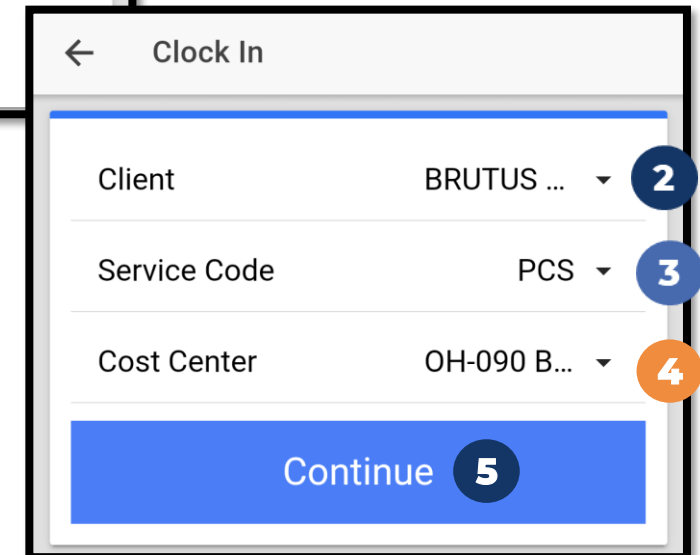 Clock In
Client BRUTUS ... 2
Service Code PCS 3
Cost Center OH-090 B... 4
Continue 5